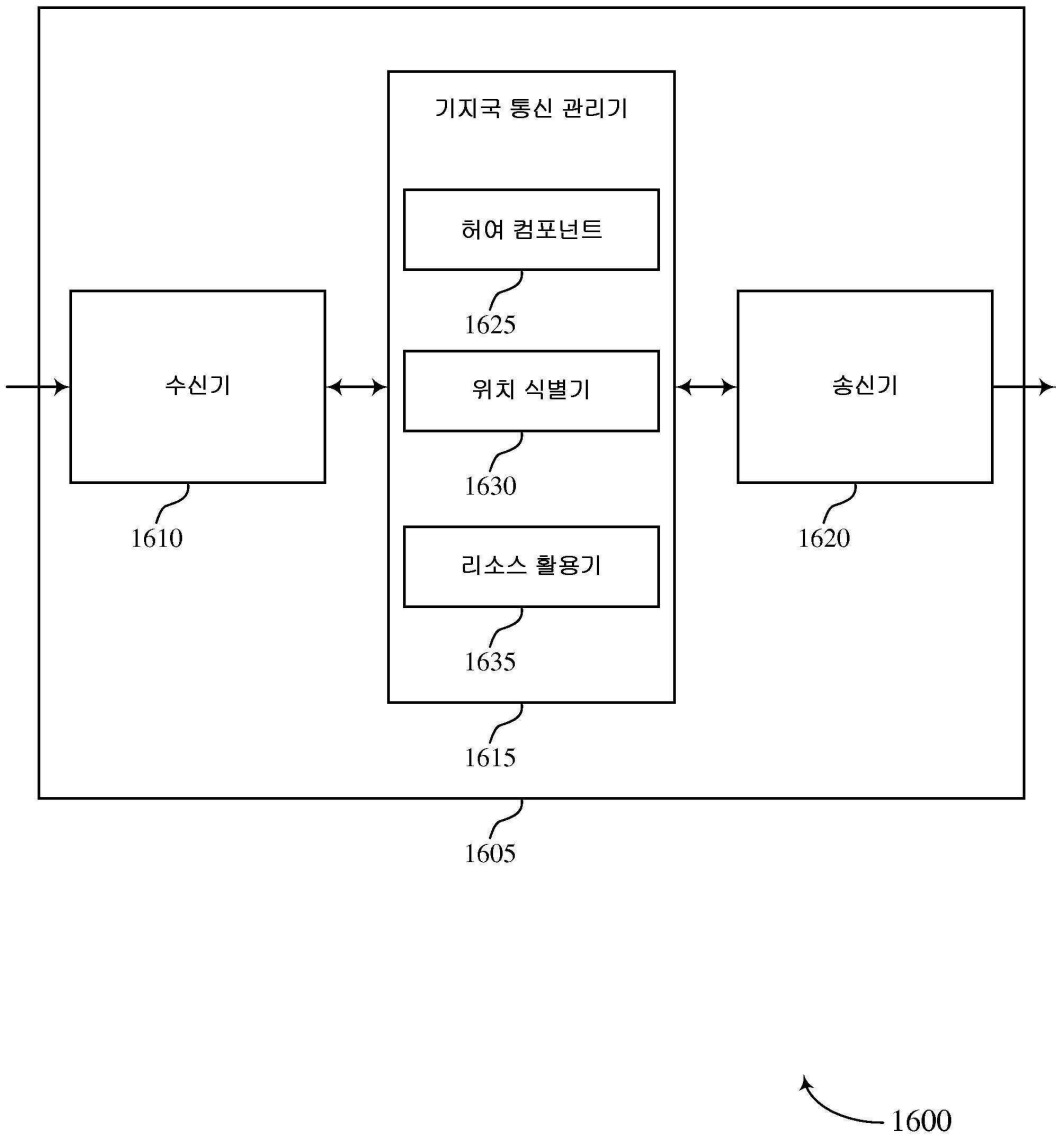 기지국 통신 관리기
허여 컴포넌트
1625
수신기
1610
위치 식별기
1630
송신기
1620
리소스 활용기
1635
1615
1605
1600